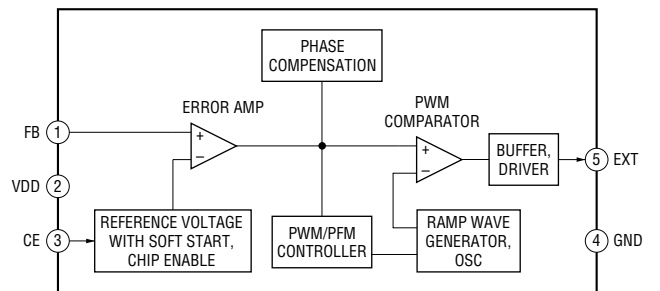 PHASE
COMPENSATION
ERROR AMP
PWM
COMPARATOR
FB 1
+
−
+
−
BUFFER,
DRIVER
5 EXT
VDD 2
CE 3
REFERENCE VOLTAGE
WITH SOFT START,
CHIP ENABLE
PWM/PFM
CONTROLLER
RAMP WAVE
GENERATOR,
OSC
4 GND